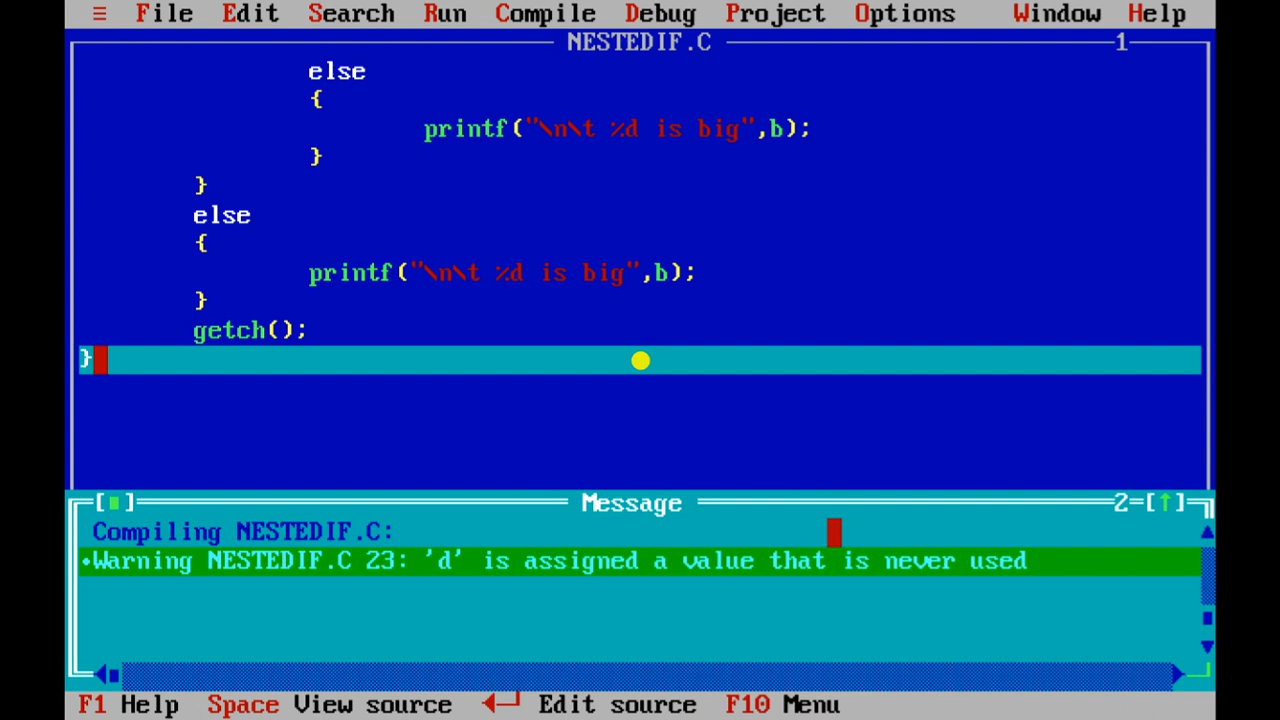 ≡ File Edit Search Run Compile Debug Project Options Window Help
NESTEDIF.C 1
else
{
printf("\n\t %d is big",b);
}
}
else
{
printf("\n\t %d is big",b);
}
getch();
}
[■] Message 2=[↑]
Compiling NESTEDIF.C:
•Warning NESTEDIF.C 23: 'd' is assigned a value that is never used
F1 Help Space View source ◄─┘ Edit source F10 Menu